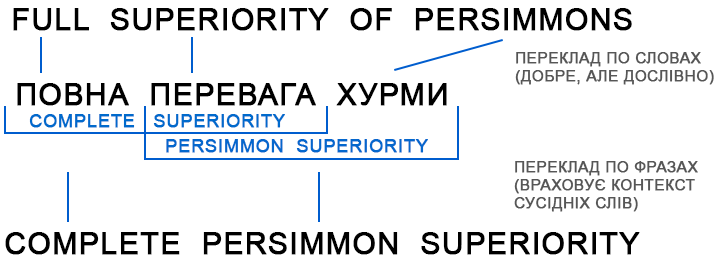 FULL SUPERIORITY OF PERSIMMONS
ПЕРЕКЛАД ПО СЛОВАХ
(ДОБРЕ, АЛЕ ДОСЛІВНО)
ПОВНА ПЕРЕВАГА ХУРМИ
COMPLETE SUPERIORITY
PERSIMMON SUPERIORITY
ПЕРЕКЛАД ПО ФРАЗАХ
(ВРАХОВУЄ КОНТЕКСТ
СУСІДНІХ СЛІВ)
COMPLETE PERSIMMON SUPERIORITY